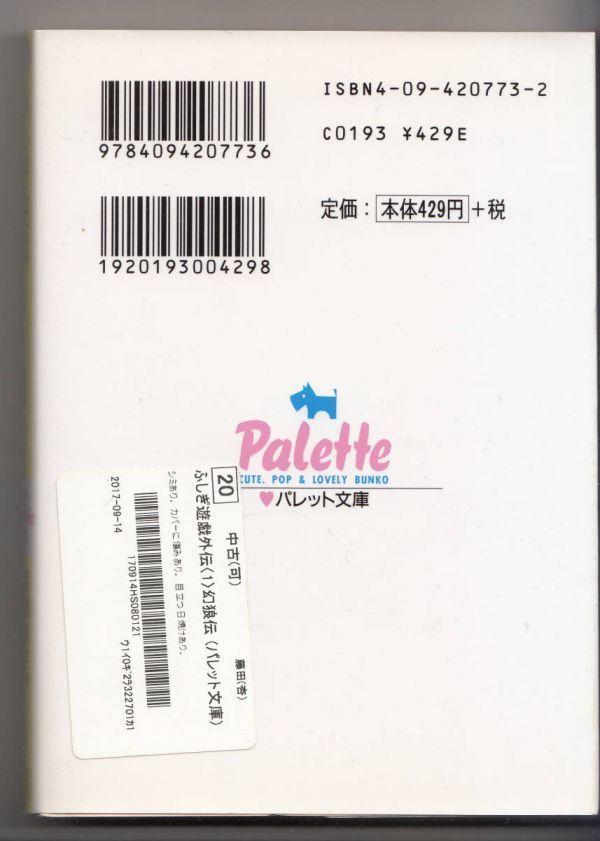 ISBN4-09-420773-2
C0193 ¥429E
9784094207736
定価：本体429円+税
1920193004298
Palette
CUTE. POP & LOVELY BUNKO
♥パレット文庫
20
中古(可)
藤田(杏)
ふしぎ遊戯外伝〈1〉幻狼伝 (パレット文庫)
シミあり。カバーに傷みあり。目立つ日焼けあり。
170914HS080121
2017-09-14